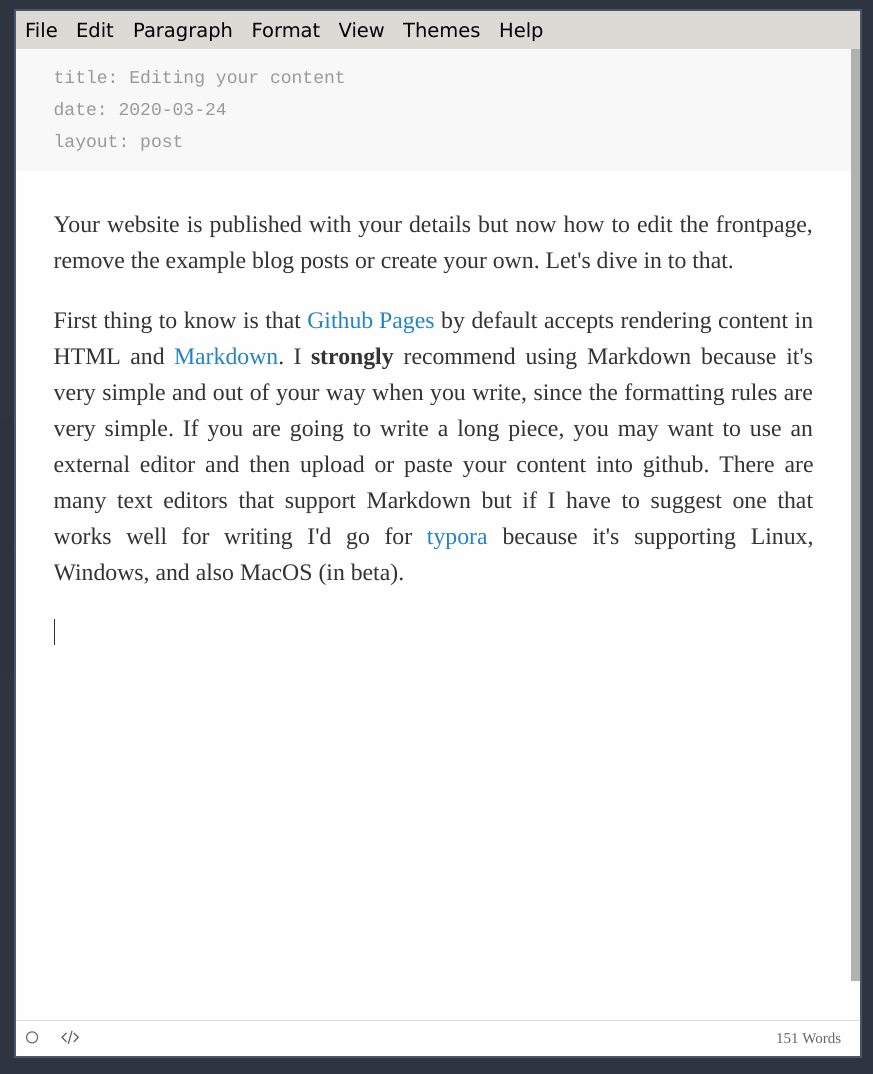 File Edit Paragraph Format View Themes Help
title: Editing your content
date: 2020-03-24
layout: post
Your website is published with your details but now how to edit the frontpage,
remove the example blog posts or create your own. Let's dive in to that.
First thing to know is that Github Pages by default accepts rendering content in
HTML and Markdown. I strongly recommend using Markdown because it's
very simple and out of your way when you write, since the formatting rules are
very simple. If you are going to write a long piece, you may want to use an
external editor and then upload or paste your content into github. There are
many text editors that support Markdown but if I have to suggest one that
works well for writing I'd go for typora because it's supporting Linux,
Windows, and also MacOS (in beta).
</> 151 Words